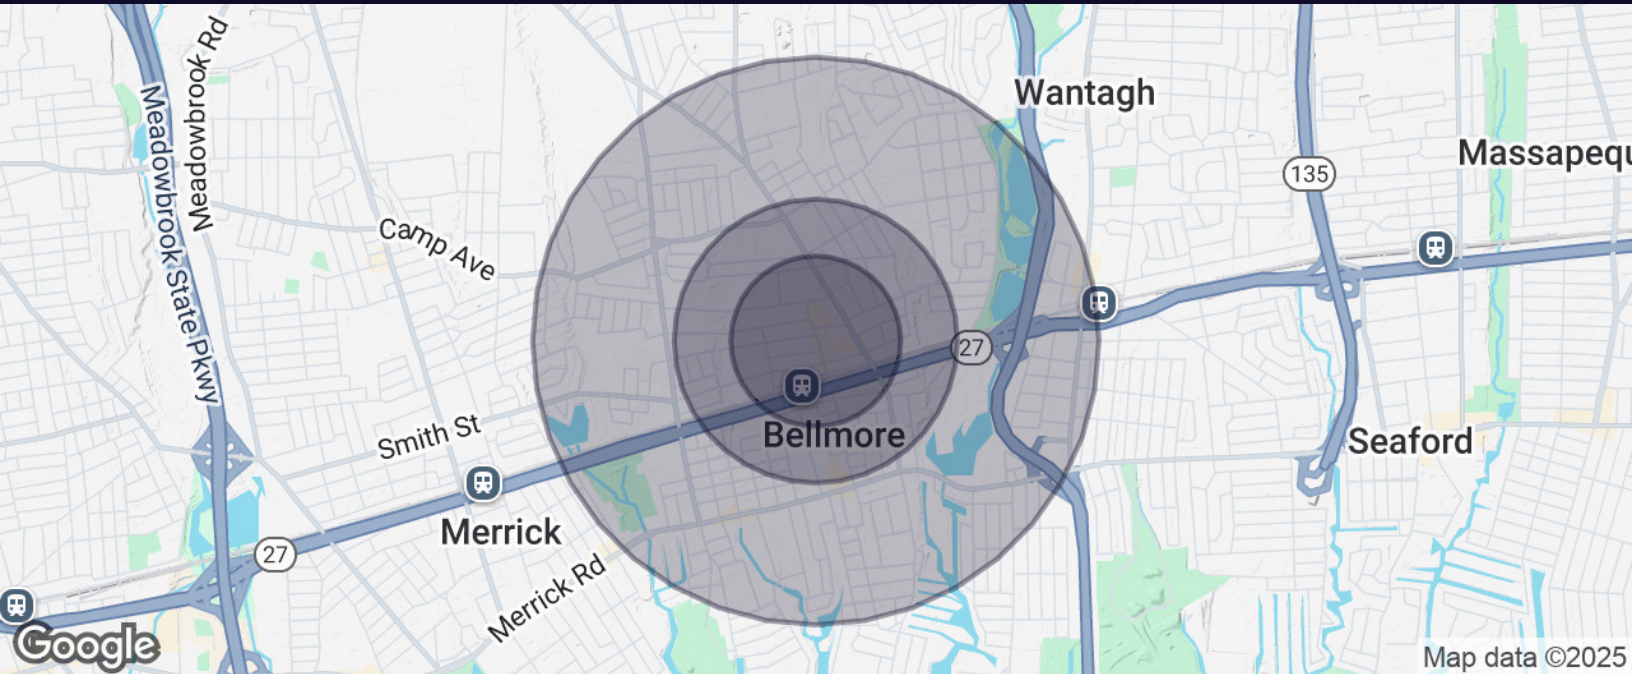 Meadowbrook Rd
Meadowbrook State Pkwy
Wantagh
Massapequ
135
Camp Ave
27
Bellmore
Smith St
Seaford
Merrick
27
Merrick Rd
Google
Map data ©2025